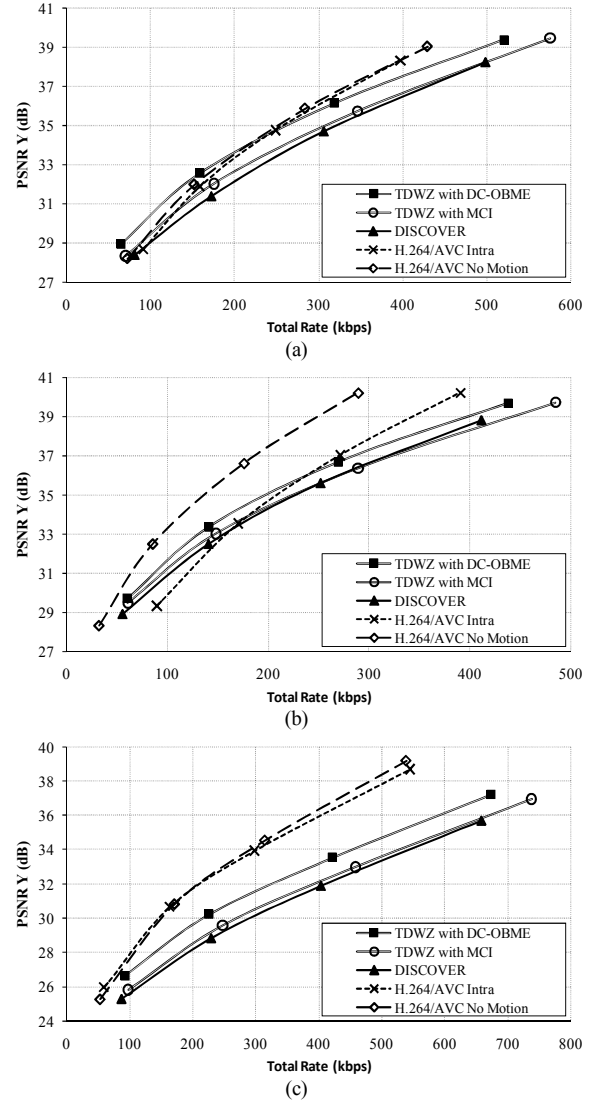 41
39
37
35
33
31
29
27
PSNR Y (dB)
TDWZ with DC-OBME
TDWZ with MCI
DISCOVER
H.264/AVC Intra
H.264/AVC No Motion
0 100 200 300 400 500 600
Total Rate (kbps)
(a)
41
39
37
35
33
31
29
27
PSNR Y (dB)
TDWZ with DC-OBME
TDWZ with MCI
DISCOVER
H.264/AVC Intra
H.264/AVC No Motion
0 100 200 300 400 500
Total Rate (kbps)
(b)
40
38
36
34
32
30
28
26
24
PSNR Y (dB)
TDWZ with DC-OBME
TDWZ with MCI
DISCOVER
H.264/AVC Intra
H.264/AVC No Motion
0 100 200 300 400 500 600 700 800
Total Rate (kbps)
(c)